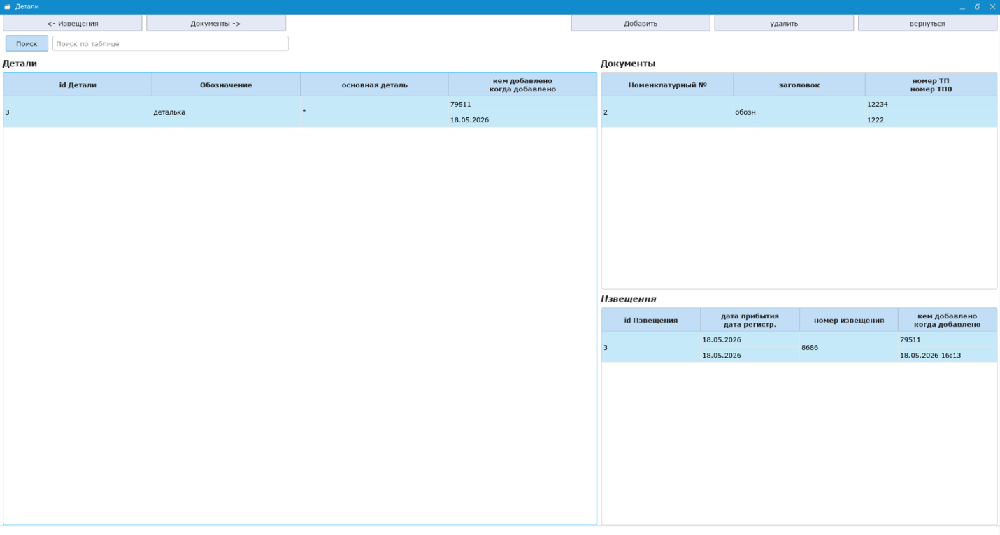 Детали
<- Извещения
Документы ->
Добавить
удалить
вернуться
Поиск
Поиск по таблице
Детали
id Детали
Обозначение
основная деталь
кем добавлено
когда добавлено
3
деталька
*
79511
18.05.2026
Документы
Номенклатурный №
заголовок
номер ТП
номер ТП0
2
обозн
12234
1222
Извещения
id Извещения
дата прибытия
дата регистр.
номер извещения
кем добавлено
когда добавлено
3
18.05.2026
18.05.2026
8686
79511
18.05.2026 16:13